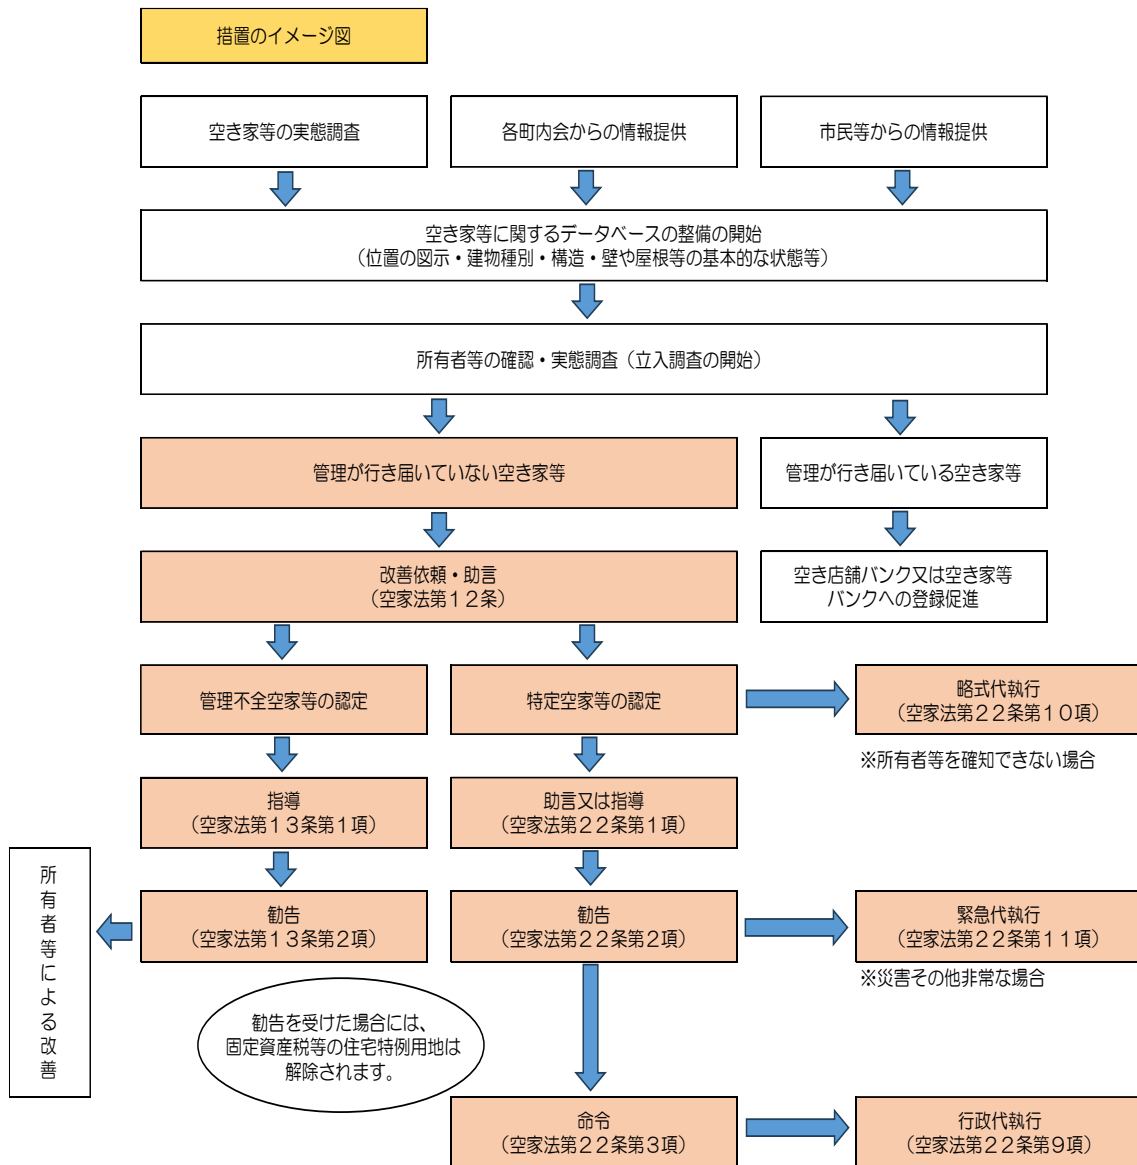 措置のイメージ図
空き家等の実態調査
各町内会からの情報提供
市民等からの情報提供
空き家等に関するデータベースの整備の開始
（位置の図示・建物種別・構造・壁や屋根等の基本的な状態等）
所有者等の確認・実態調査（立入調査の開始）
管理が行き届いていない空き家等
管理が行き届いている空き家等
改善依頼・助言
（空家法第１２条）
空き店舗バンク又は空き家等
バンクへの登録促進
管理不全空家等の認定
特定空家等の認定
略式代執行
（空家法第２２条第１０項）
※所有者等を確知できない場合
指導
（空家法第１３条第１項）
助言又は指導
（空家法第２２条第１項）
所有者等による改善
勧告
（空家法第１３条第２項）
勧告
（空家法第２２条第２項）
緊急代執行
（空家法第２２条第１１項）
※災害その他非常な場合
勧告を受けた場合には、
固定資産税等の住宅特例用地は
解除されます。
命令
（空家法第２２条第３項）
行政代執行
（空家法第２２条第９項）